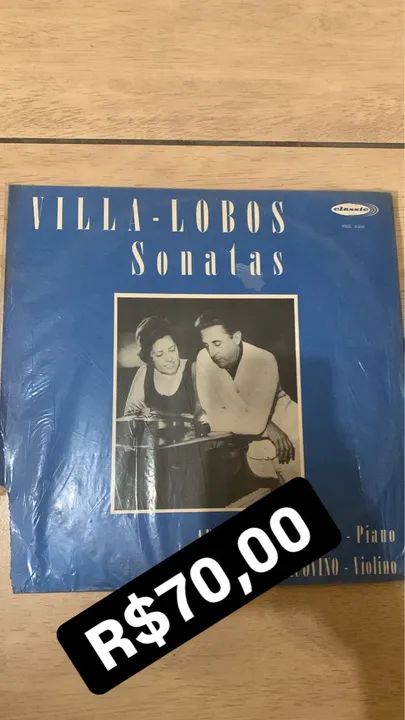 VILLA-LOBOS
Sonatas
classic
- Piano
- Violino
R$70,00